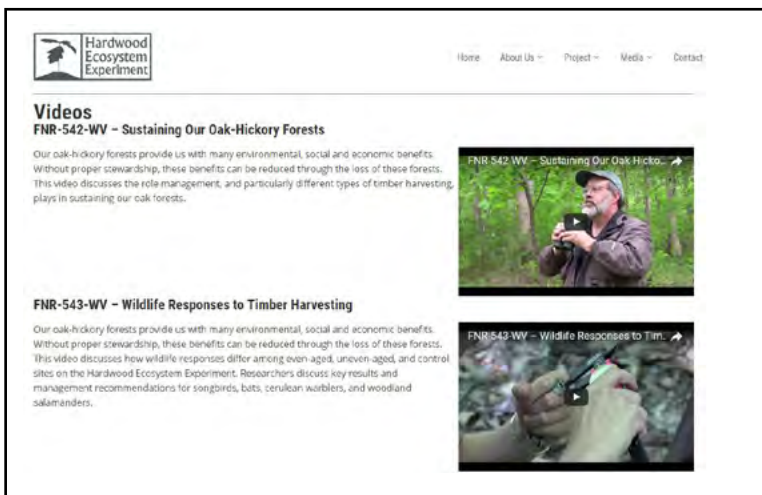 Hardwood
Ecosystem
Experiment
Home About Us Project Media Contact
Videos
FNR-542-WV – Sustaining Our Oak-Hickory Forests
Our oak-hickory forests provide us with many environmental, social and economic benefits.
Without proper stewardship, these benefits can be reduced through the loss of these forests.
This video discusses the role management, and particularly different types of timber harvesting,
plays in sustaining our oak forests.
FNR-542-WV – Sustaining Our Oak-Hicko...
FNR-543-WV – Wildlife Responses to Timber Harvesting
Our oak-hickory forests provide us with many environmental, social and economic benefits.
Without proper stewardship, these benefits can be reduced through the loss of these forests.
This video discusses how wildlife responses differ among even-aged, uneven-aged, and control
sites on the Hardwood Ecosystem Experiment. Researchers discuss key results and
management recommendations for songbirds, bats, cerulean warblers, and woodland
salamanders.
FNR-543-WV – Wildlife Responses to Tim...